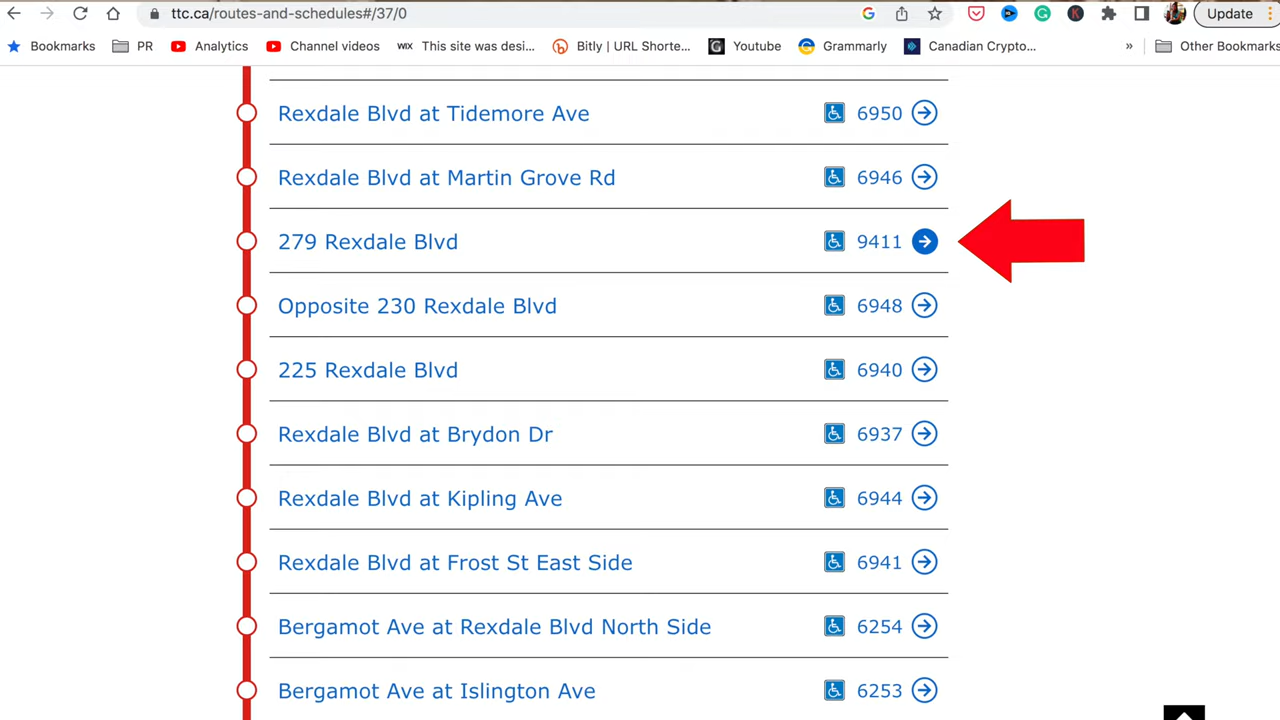 ttc.ca/routes-and-schedules#/37/0
Update
Bookmarks PR Analytics Channel videos WIX This site was desi... Bitly | URL Shorte... Youtube Grammarly Canadian Crypto... » Other Bookmarks
Rexdale Blvd at Tidemore Ave 6950
Rexdale Blvd at Martin Grove Rd 6946
279 Rexdale Blvd 9411
Opposite 230 Rexdale Blvd 6948
225 Rexdale Blvd 6940
Rexdale Blvd at Brydon Dr 6937
Rexdale Blvd at Kipling Ave 6944
Rexdale Blvd at Frost St East Side 6941
Bergamot Ave at Rexdale Blvd North Side 6254
Bergamot Ave at Islington Ave 6253